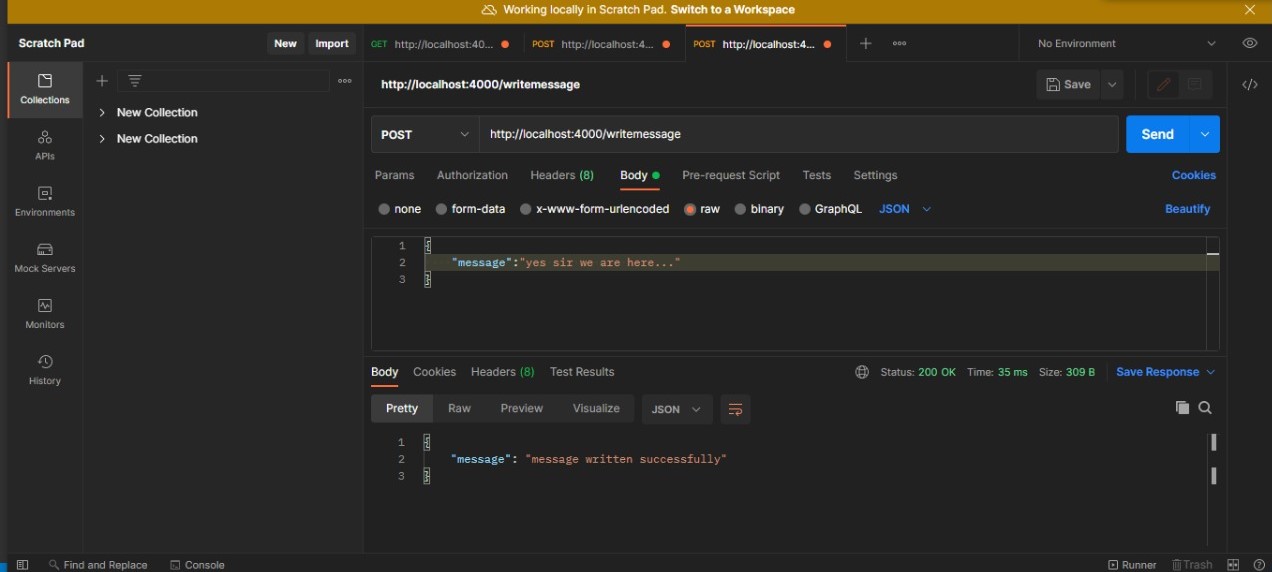 Working locally in Scratch Pad. Switch to a Workspace
Scratch Pad
New
Import
GET http://localhost:40...
POST http://localhost:4...
POST http://localhost:4...
No Environment
Collections
New Collection
New Collection
APIs
Environments
Mock Servers
Monitors
History
http://localhost:4000/writemessage
Save
POST
http://localhost:4000/writemessage
Send
Params Authorization Headers (8) Body Pre-request Script Tests Settings Cookies
none form-data x-www-form-urlencoded raw binary GraphQL JSON Beautify
1 {
2 "message":"yes sir we are here..."
3 }
Body Cookies Headers (8) Test Results Status: 200 OK Time: 35 ms Size: 309 B Save Response
Pretty Raw Preview Visualize JSON
1 {
2 "message": "message written successfully"
3 }
Find and Replace Console Runner Trash